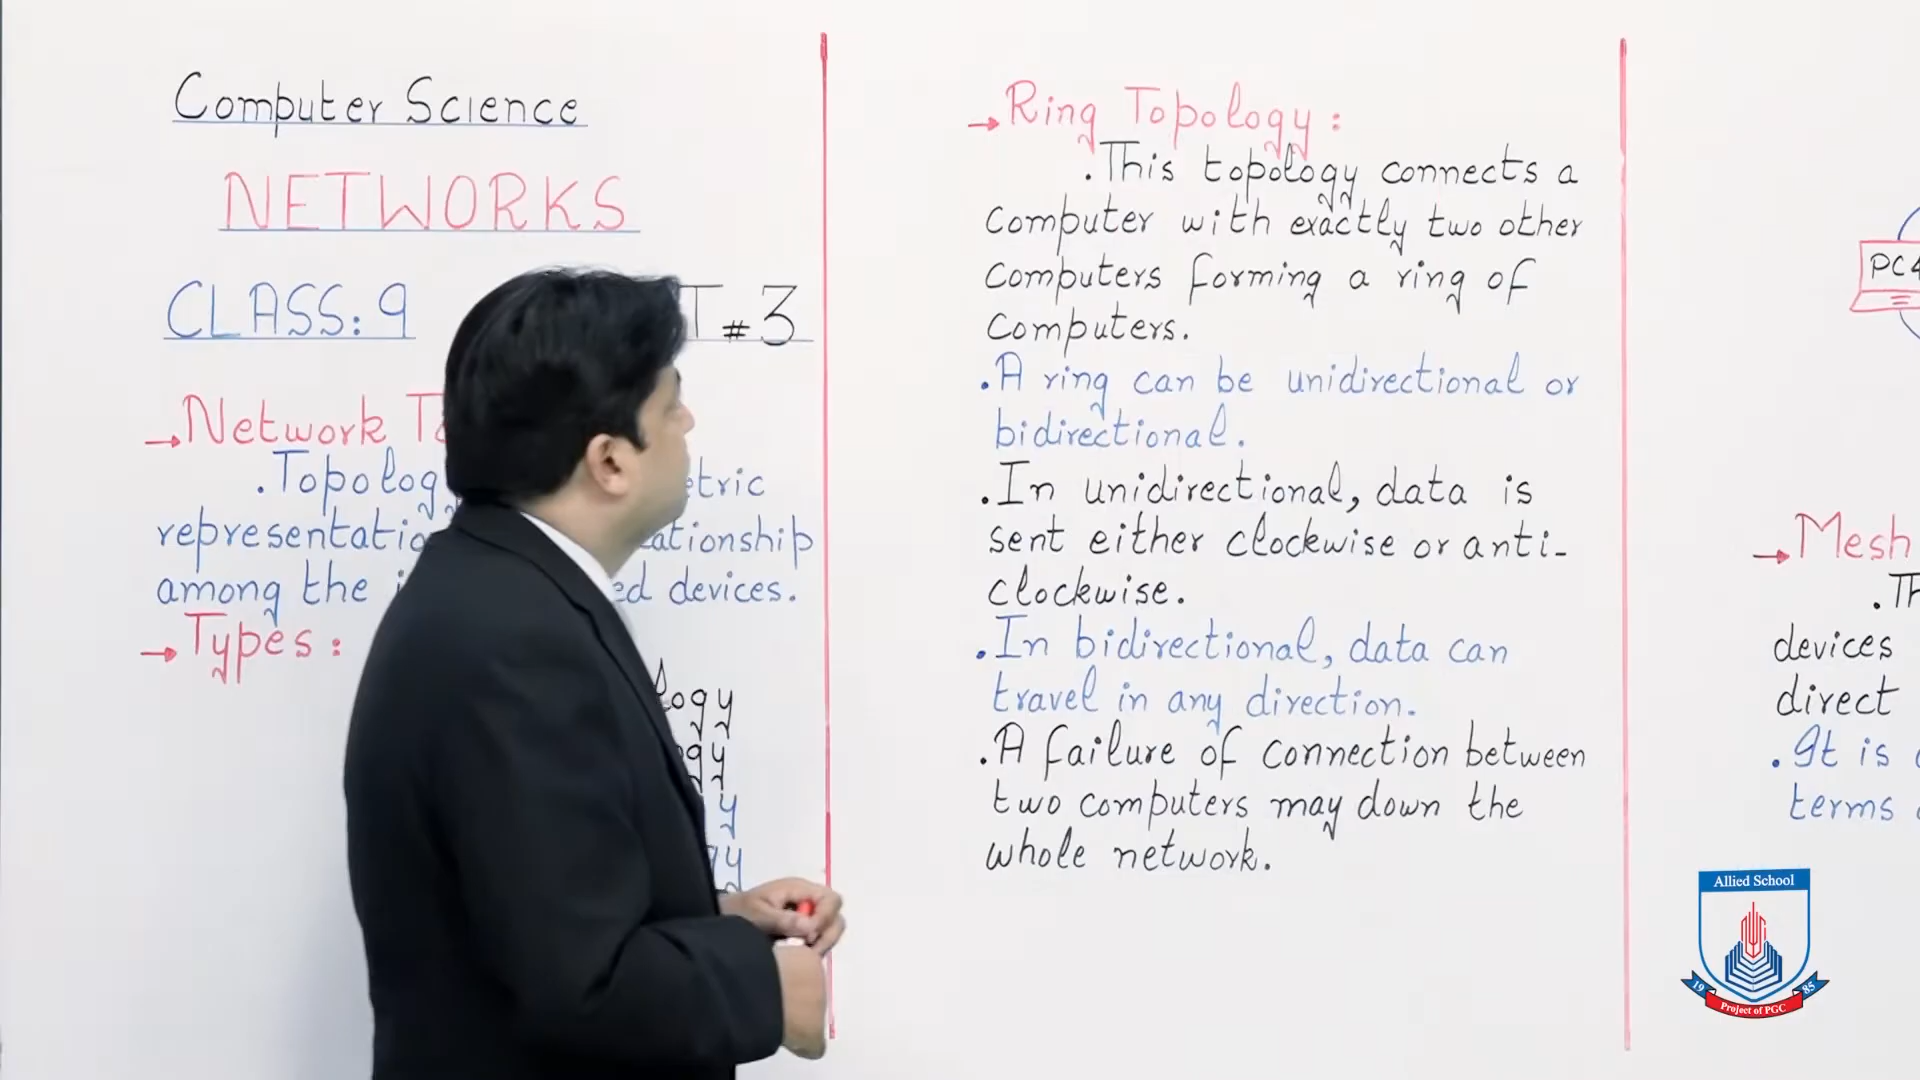 Computer Science
NETWORKS
CLASS: 9
T # 3
→ Network
.Topology
etric
representatio
ationship
among the
ed devices.
→ Types :
logy
ogy
y
gy
→ Ring Topology :
.This topology connects a
computer with exactly two other
computers forming a ring of
computers.
.A ring can be unidirectional or
bidirectional.
.In unidirectional, data is
sent either clockwise or anti-
clockwise.
.In bidirectional, data can
travel in any direction.
.A failure of connection between
two computers may down the
whole network.
PC4
→ Mesh
.Th
devices
direct
.It is
terms
Allied School
19 85
Project of PGC